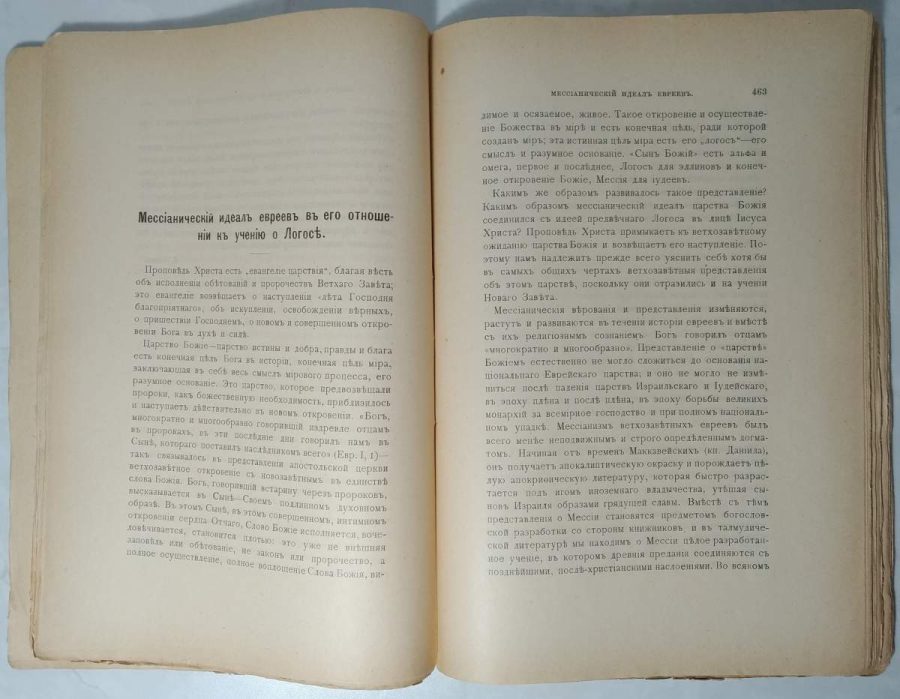 Мессіаническій идеалъ евреевъ въ его отноше-
ніи къ ученію о Логосѣ.
Проповѣдь Христа есть „евангеліе царствія“, благая вѣсть
объ исполненіи обѣтованій и пророчествъ Ветхаго Завѣта;
это евангеліе возвѣщаетъ о наступленіи «лѣта Господня
благопріятнаго», объ искупленіи, освобожденіи вѣрныхъ,
о пришествіи Господнемъ, о новомъ и совершенномъ откро-
веніи Бога въ духѣ и силѣ.
Царство Божіе—царство истины и добра, правды и блага
есть конечная цѣль Бога въ исторіи, конечная цѣль міра,
заключающая въ себѣ весь смыслъ мірового процесса, его
разумное основаніе. Это царство, которое предвозвѣщали
пророки, какъ божественную необходимость, приблизилось
и наступаетъ дѣйствительно въ новомъ откровеніи. «Богъ,
многократно и многообразно говорившій издревле отцамъ
въ пророкахъ, въ эти послѣдніе дни говорилъ намъ въ
Сынѣ, котораго поставилъ наслѣдникомъ всего» (Евр. I, 1)—
такъ связывалось въ представленіи апостольской церкви
ветхозавѣтное откровеніе съ новозавѣтнымъ въ единствѣ
слова Божія. Богъ, говорившій встарину черезъ пророковъ,
высказывается въ Сынѣ—Своемъ подлинномъ духовномъ
образѣ. Въ этомъ Сынѣ, въ этомъ совершенномъ, интимномъ
откровеніи сердца Отчаго, Слово Божіе исполняется, воче-
ловѣчивается, становится плотью: это уже не внѣшняя
заповѣдь или обѣтованіе, не законъ или пророчество, а
полное осуществленіе, полное воплощеніе Слова Божія, ви-
МЕССІАНИЧЕСКІЙ ИДЕАЛЪ ЕВРЕЕВЪ. 463
димое и осязаемое, живое. Такое откровеніе и осуществле-
ніе Божества въ мірѣ и есть конечная цѣль, ради которой
созданъ міръ; эта истинная цѣль міра есть его „логосъ“—его
смыслъ и разумное основаніе. «Сынъ Божій» есть альфа и
омега, первое и послѣднее, Логосъ для эллиновъ и конеч-
ное откровеніе Божіе, Мессія для іудеевъ.
Какимъ же образомъ развивалось такое представленіе?
Какимъ образомъ мессіаническій идеалъ царства Божія
соединился съ идеей предвѣчнаго Логоса въ лицѣ Іисуса
Христа? Проповѣдь Христа примыкаетъ къ ветхозавѣтному
ожиданію царства Божія и возвѣщаетъ его наступленіе. По-
этому намъ надлежитъ прежде всего уяснить себѣ хотя бы
въ самыхъ общихъ чертахъ ветхозавѣтныя представленія
объ этомъ царствѣ, поскольку они отразились и на ученіи
Новаго Завѣта.
Мессіаническія вѣрованія и представленія измѣняются,
растутъ и развиваются въ теченіи исторіи евреевъ и вмѣстѣ
съ ихъ религіознымъ сознаніемъ Богъ говорилъ отцамъ
«многократно и многообразно». Представленіе о «царствѣ»
Божіемъ естественно не могло сложиться до основанія на-
ціональнаго Еврейскаго царства; и оно не могло не измѣ-
ниться послѣ паденія царствъ Израильскаго и Іудейскаго,
въ эпоху плѣна и послѣ плѣна, въ эпоху борьбы великихъ
монархій за всемірное господство и при полномъ національ-
номъ упадкѣ. Мессіанизмъ ветхозавѣтныхъ евреевъ былъ
всего менѣе неподвижнымъ и строго опредѣленнымъ догма-
томъ. Начиная отъ временъ Маккавейскихъ (кн. Даніила),
онъ получаетъ апокалиптическую окраску и порождаетъ цѣ-
лую апокрифическую литературу, которая быстро разрас-
тается подъ игомъ иноземнаго владычества, утѣшая сы-
новъ Израиля образами грядущей славы. Вмѣстѣ съ тѣмъ
представленія о Мессіи становятся предметомъ богослов-
ской разработки со стороны книжниковъ и въ талмудиче-
ской литературѣ мы находимъ о Мессіи цѣлое разработан-
ное ученіе, въ которомъ древнія преданія соединяются съ
позднѣйшими, послѣ-христіанскими наслоеніями. Во всякомъ